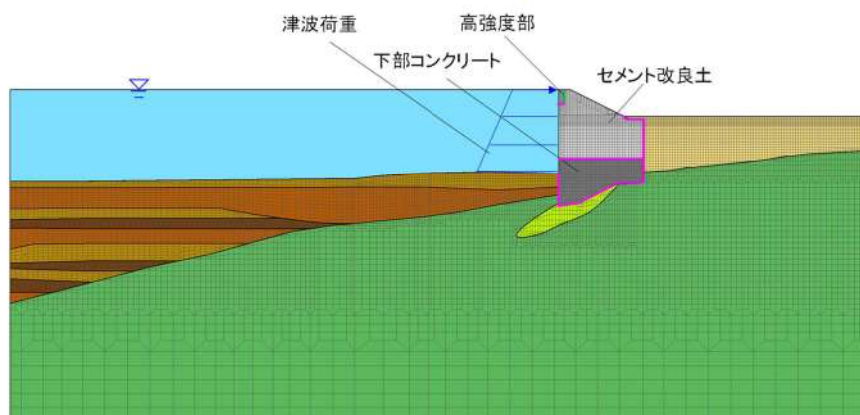 津波荷重
高強度部
下部コンクリート
セメント改良土